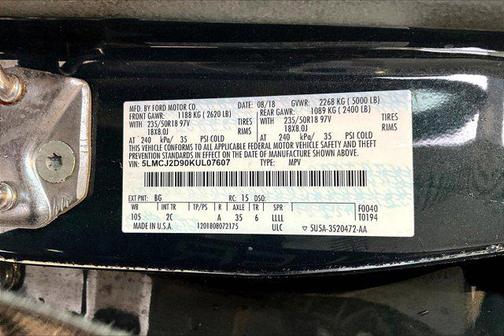 MFD. BY FORD MOTOR CO.
DATE: 08/18 GVWR: 2268 KG ( 5000 LB)
FRONT GAWR: 1188 KG ( 2620 LB) REAR GAWR: 1089 KG ( 2400 LB)
WITH 235/50R18 97V TIRES WITH 235/50R18 97V TIRES
18X8.0J RIMS 18X8.0J RIMS
AT 240 kPa/ 35 PSI COLD AT 240 kPa/ 35 PSI COLD
THIS VEHICLE CONFORMS TO ALL APPLICABLE FEDERAL MOTOR VEHICLE SAFETY AND THEFT PREVENTION STANDARDS IN EFFECT ON THE DATE OF MANUFACTURE SHOWN ABOVE.
VIN: 5LMCJ2D90KUL07607
TYPE: MPV
EXT PNT: BG RC: 15 DSO: F0040
WB INT TR TP/PS R AXLE TR SPR T0194
105 2C A 35 6 LLLL
MADE IN U.S.A. 1201808072175 ULC 5U5A-3520472-AA